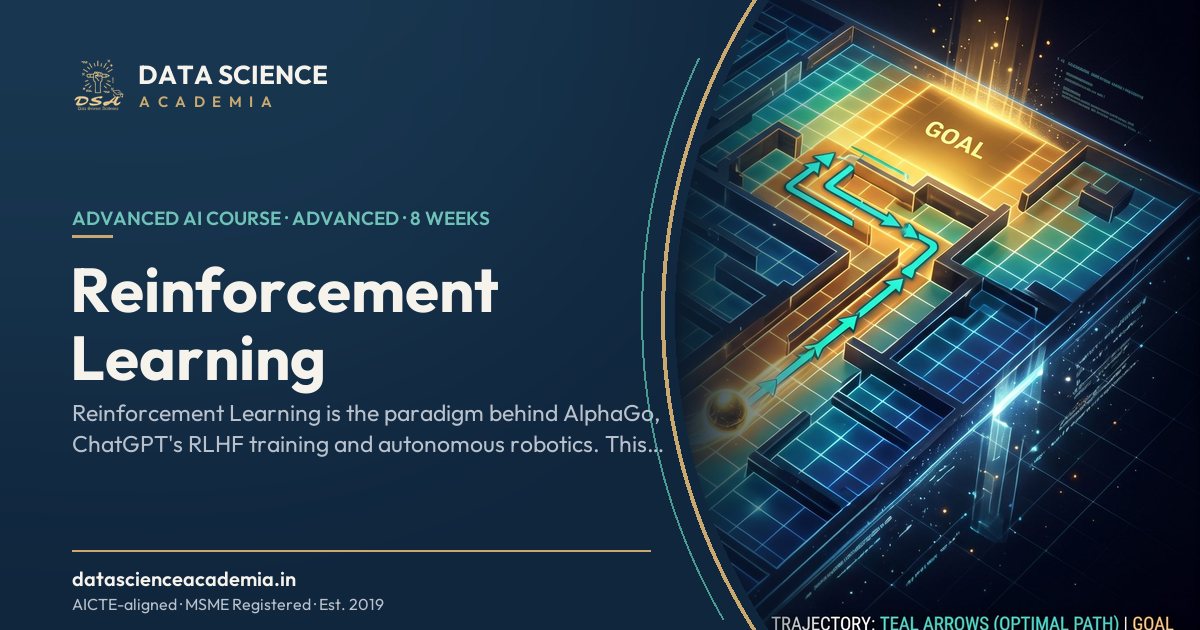 DSA
DATA SCIENCE
ACADEMIA
ADVANCED AI COURSE · ADVANCED · 8 WEEKS
Reinforcement
Learning
Reinforcement Learning is the paradigm behind AlphaGo,
ChatGPT's RLHF training and autonomous robotics. This...
datascienceacademia.in
AICTE-aligned · MSME Registered · Est. 2019
GOAL
TRAJECTORY: TEAL ARROWS (OPTIMAL PATH) | GOAL